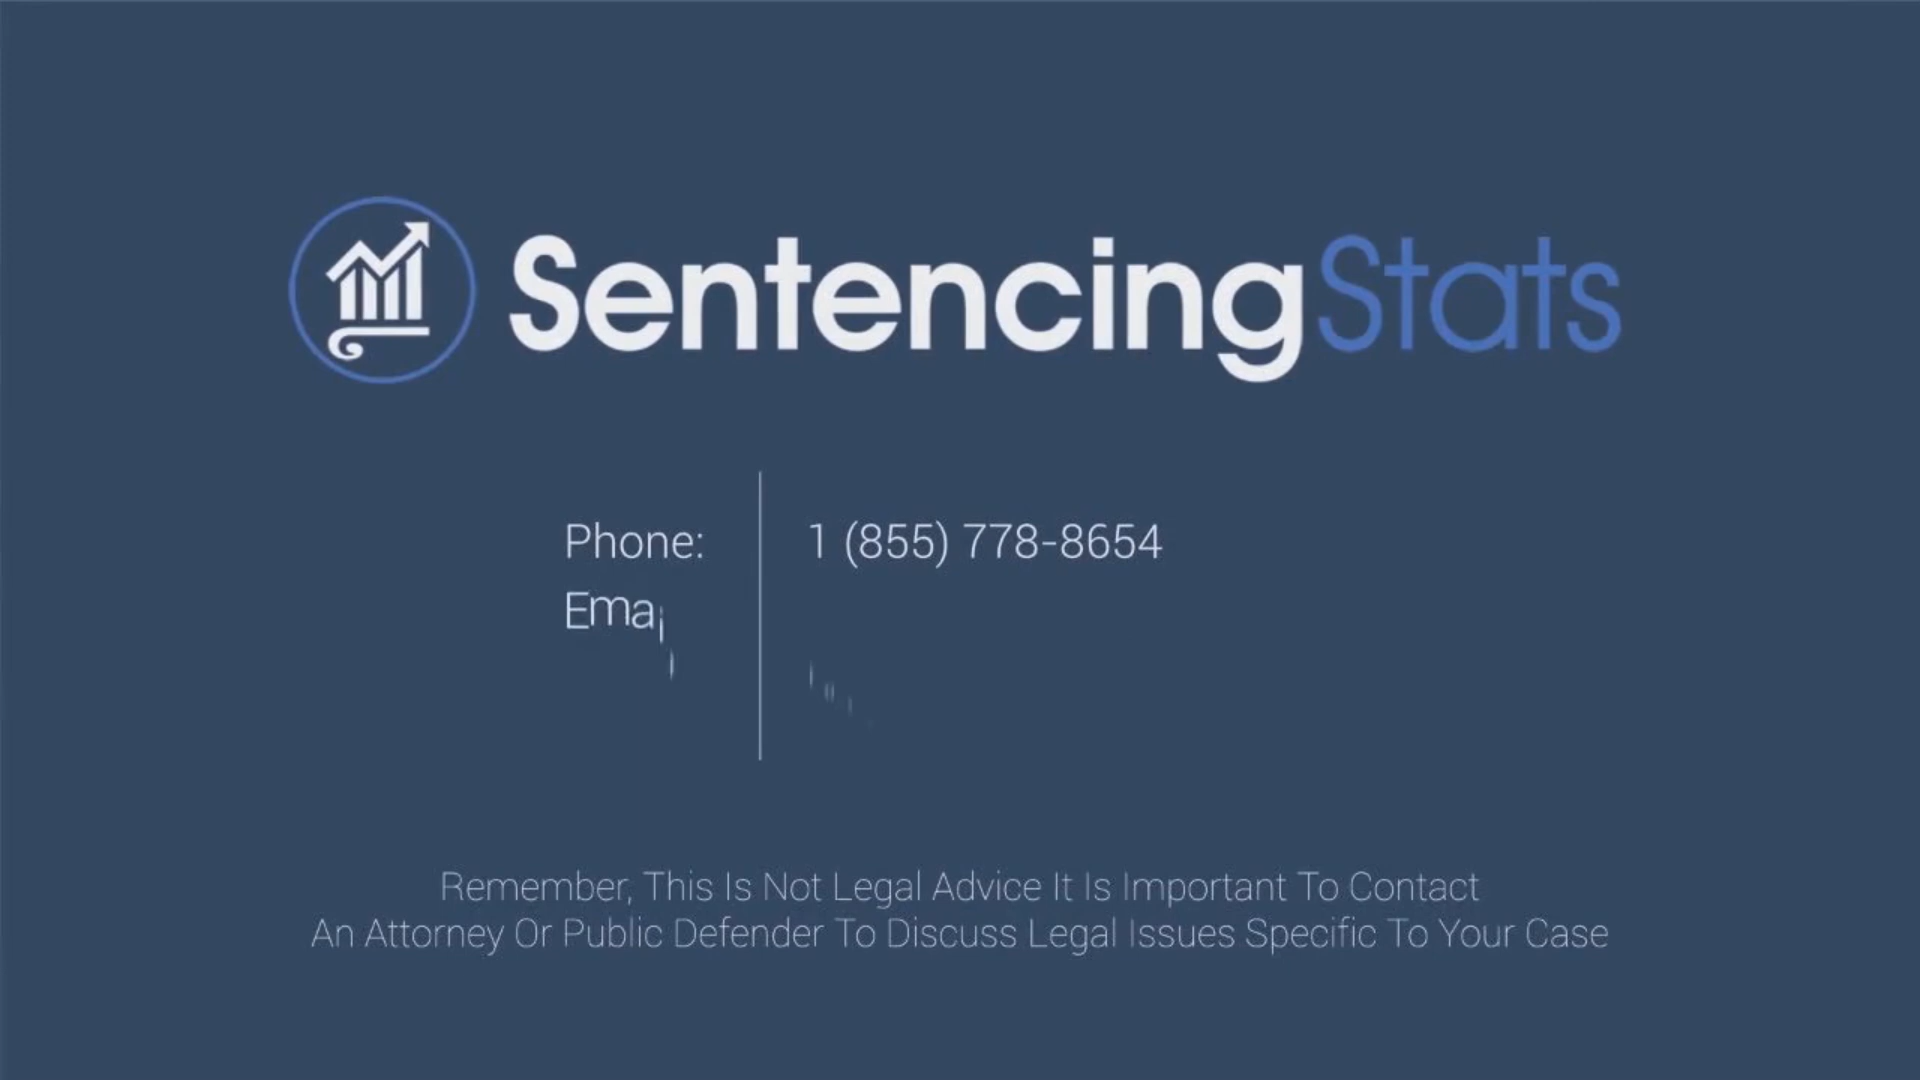 SentencingStats
Phone: 1 (855) 778-8654
Emai
Remember, This Is Not Legal Advice It Is Important To Contact
An Attorney Or Public Defender To Discuss Legal Issues Specific To Your Case